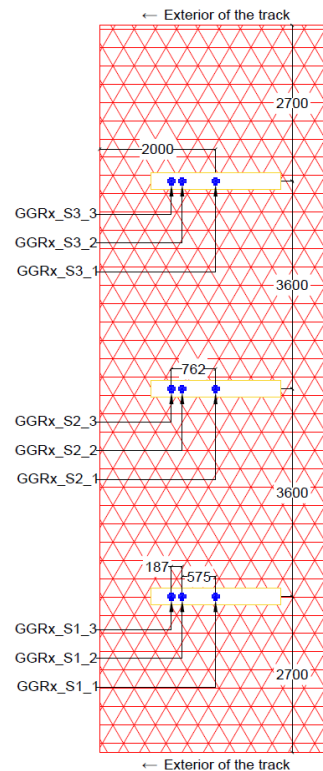 ← Exterior of the track
2700
2000
GGRx_S3_3
GGRx_S3_2
GGRx_S3_1
3600
762
GGRx_S2_3
GGRx_S2_2
GGRx_S2_1
3600
187
575
GGRx_S1_3
GGRx_S1_2
GGRx_S1_1
2700
← Exterior of the track